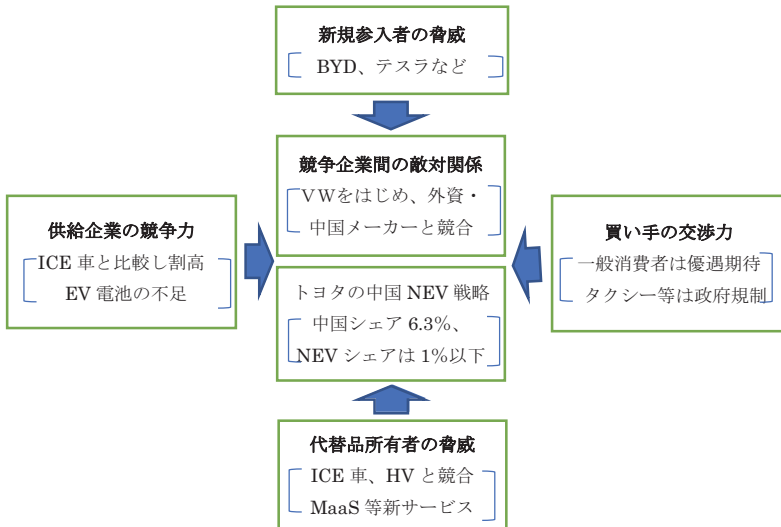 新規参入者の脅威
BYD、テスラなど
競争企業間の敵対関係
ＶＷをはじめ、外資・
中国メーカーと競合
供給企業の競争力
ICE 車と比較し割高
EV 電池の不足
買い手の交渉力
一般消費者は優遇期待
タクシー等は政府規制
トヨタの中国 NEV 戦略
中国シェア 6.3%、
NEV シェアは 1%以下
代替品所有者の脅威
ICE 車、HV と競合
MaaS 等新サービス